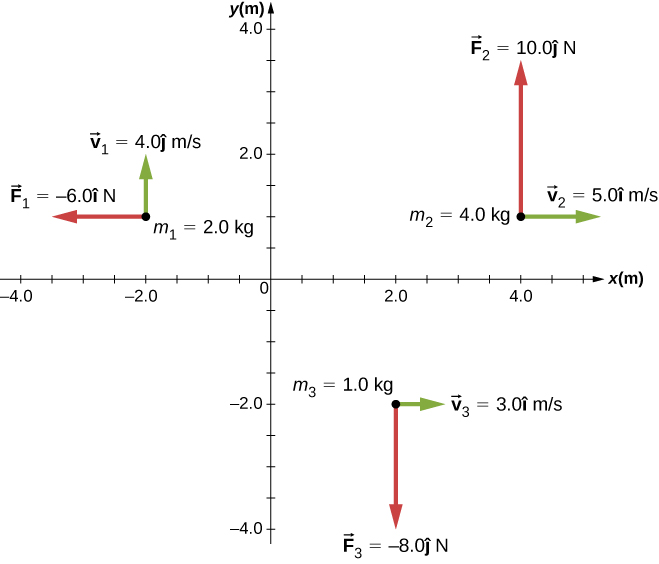 y(m)
4.0
F⃗₂ = 10.0ĵ N
v⃗₁ = 4.0ĵ m/s
2.0
F⃗₁ = –6.0î N
v⃗₂ = 5.0î m/s
m₁ = 2.0 kg
m₂ = 4.0 kg
–4.0
–2.0
0
2.0
4.0
x(m)
m₃ = 1.0 kg
–2.0
v⃗₃ = 3.0î m/s
–4.0
F⃗₃ = –8.0ĵ N